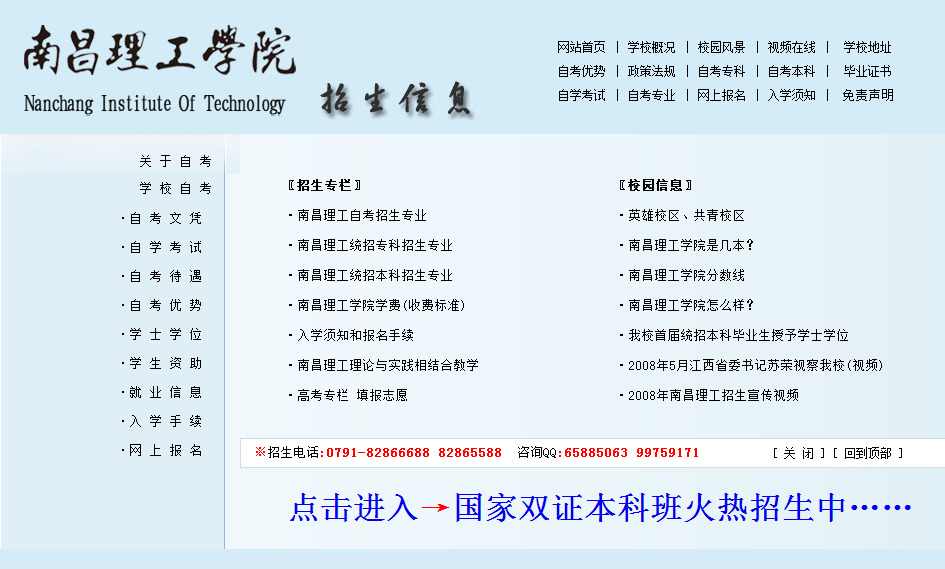 南昌理工學院
Nanchang Institute Of Technology
招生信息
网站首页 | 学校概况 | 校园风景 | 视频在线 | 学校地址
自考优势 | 政策法规 | 自考专科 | 自考本科 | 毕业证书
自学考试 | 自考专业 | 网上报名 | 入学须知 | 免责声明
关于自考
学校自考
·自考文凭
·自学考试
·自考待遇
·自考优势
·学士学位
·学生资助
·就业信息
·入学手续
·网上报名
〖招生专栏〗
·南昌理工自考招生专业
·南昌理工统招专科招生专业
·南昌理工统招本科招生专业
·南昌理工学院学费(收费标准)
·入学须知和报名手续
·南昌理工理论与实践相结合教学
·高考专栏 填报志愿
〖校园信息〗
·英雄校区、共青校区
·南昌理工学院是几本?
·南昌理工学院分数线
·南昌理工学院怎么样?
·我校首届统招本科毕业生授予学士学位
·2008年5月江西省委书记苏荣视察我校(视频)
·2008年南昌理工招生宣传视频
※招生电话:0791-82866688 82865588 咨询QQ:65885063 99759171 [ 关 闭 ] [ 回到顶部 ]
点击进入→国家双证本科班火热招生中……